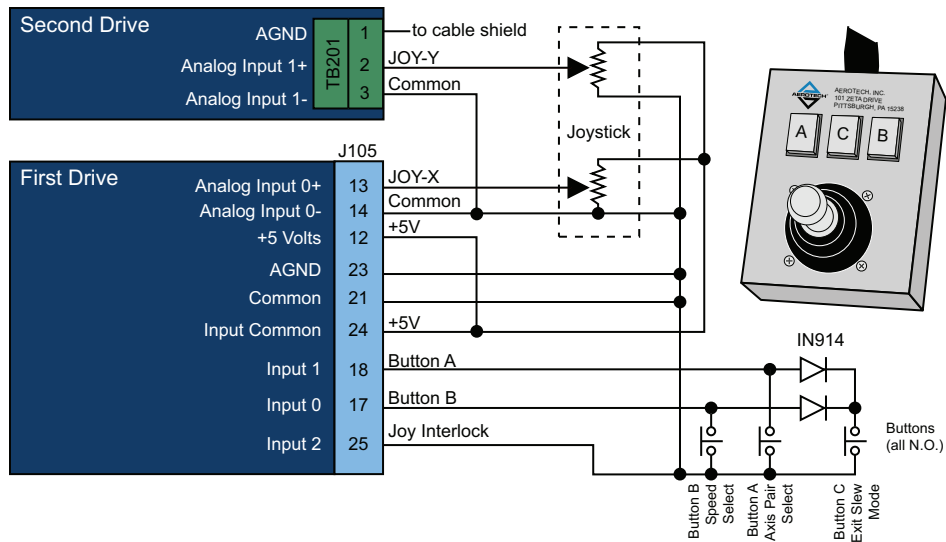 Second Drive
AGND 1 to cable shield
Analog Input 1+ 2 JOY-Y
Analog Input 1- 3 Common
TB201
Joystick
J105
First Drive
Analog Input 0+ 13 JOY-X
Analog Input 0- 14 Common
+5 Volts 12 +5V
AGND 23
Common 21
Input Common 24 +5V
Input 1 18 Button A
Input 0 17 Button B
Input 2 25 Joy Interlock
IN914
Buttons
(all N.O.)
Button B
Speed
Select
Button A
Axis Pair
Select
Button C
Exit Slew
Mode
AEROTECH
AEROTECH, INC.
101 ZETA DRIVE
PITTSBURGH, PA 15238
A C B